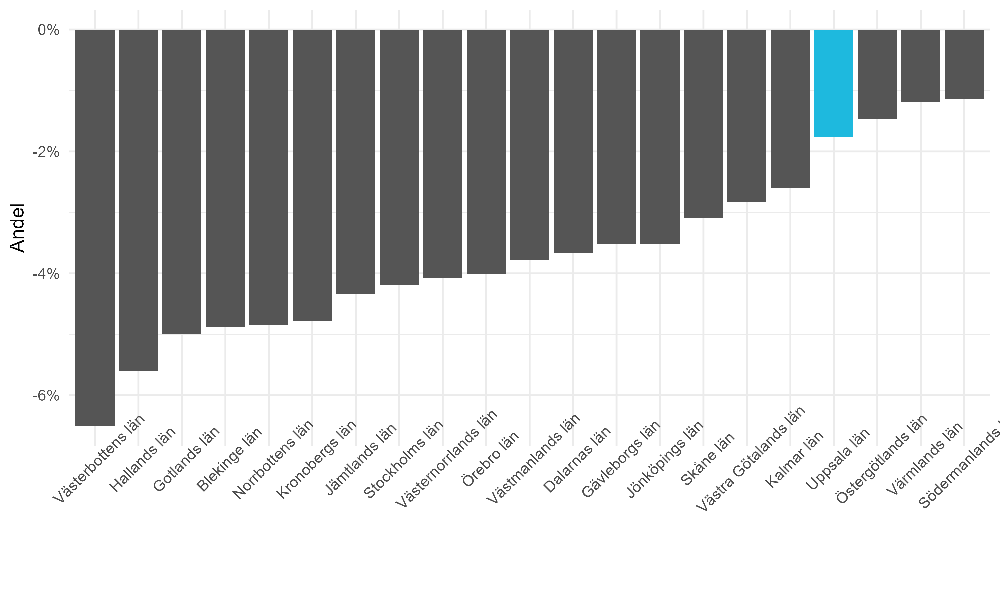 0%
-2%
-4%
-6%
Andel
Västerbottens län
Hallands län
Gotlands län
Blekinge län
Norrbottens län
Kronobergs län
Jämtlands län
Stockholms län
Västernorrlands län
Örebro län
Västmanlands län
Dalarnas län
Gävleborgs län
Jönköpings län
Skåne län
Västra Götalands län
Kalmar län
Uppsala län
Östergötlands län
Värmlands län
Södermanlands